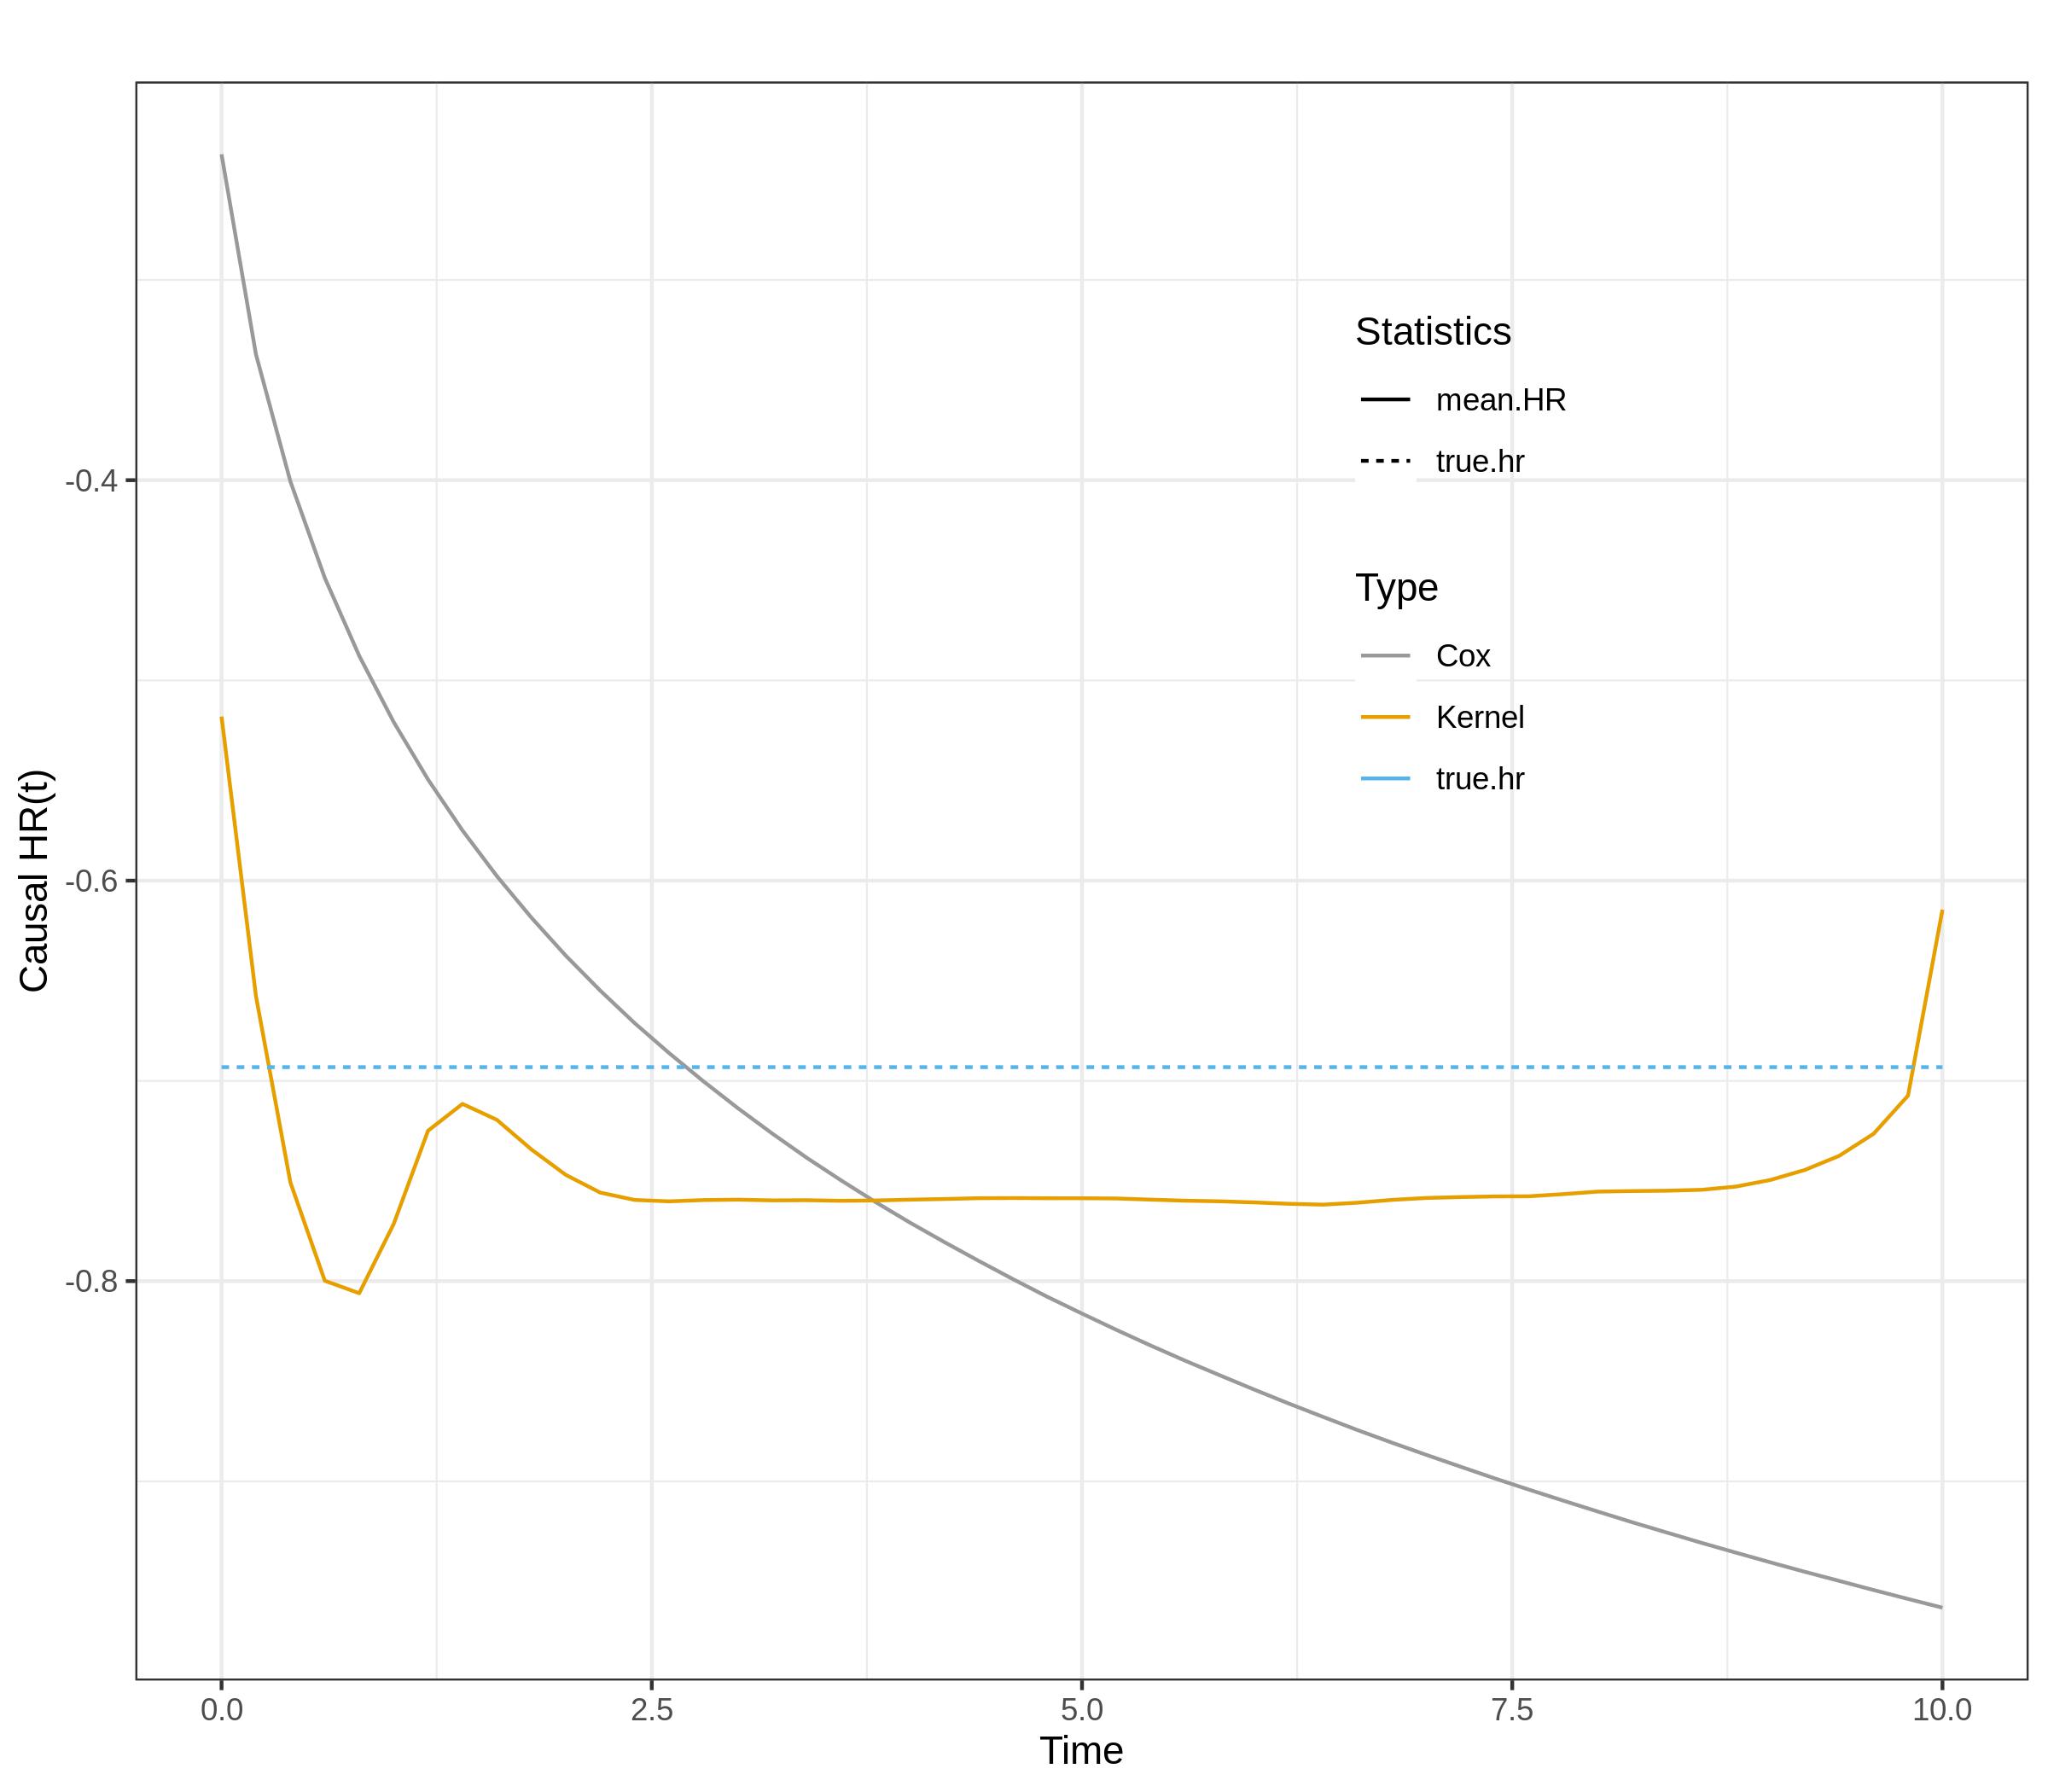 Statistics
mean.HR
true.hr
Type
Cox
Kernel
true.hr
Causal HR(t)
-0.4
-0.6
-0.8
0.0 2.5 5.0 7.5 10.0
Time